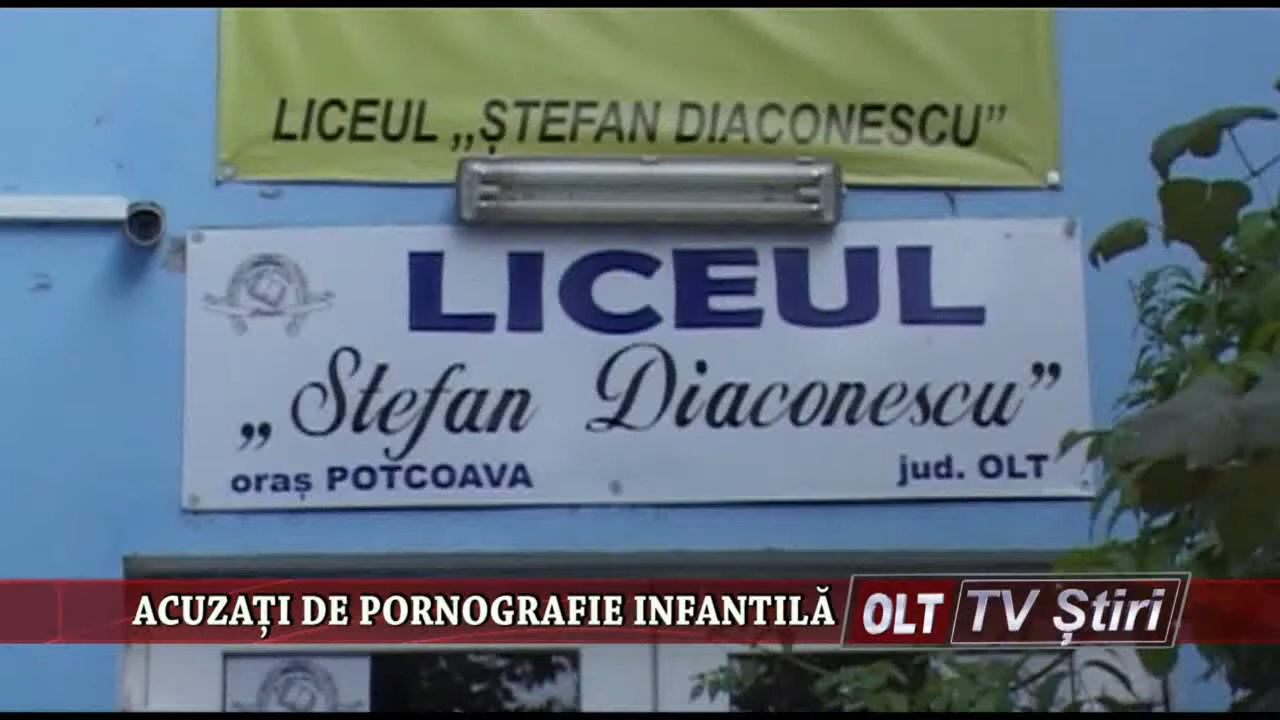 LICEUL „ȘTEFAN DIACONESCU”
LICEUL
„Stefan Diaconescu”
oraș POTCOAVA
jud. OLT
ACUZAȚI DE PORNOGRAFIE INFANTILĂ
OLT TV Știri